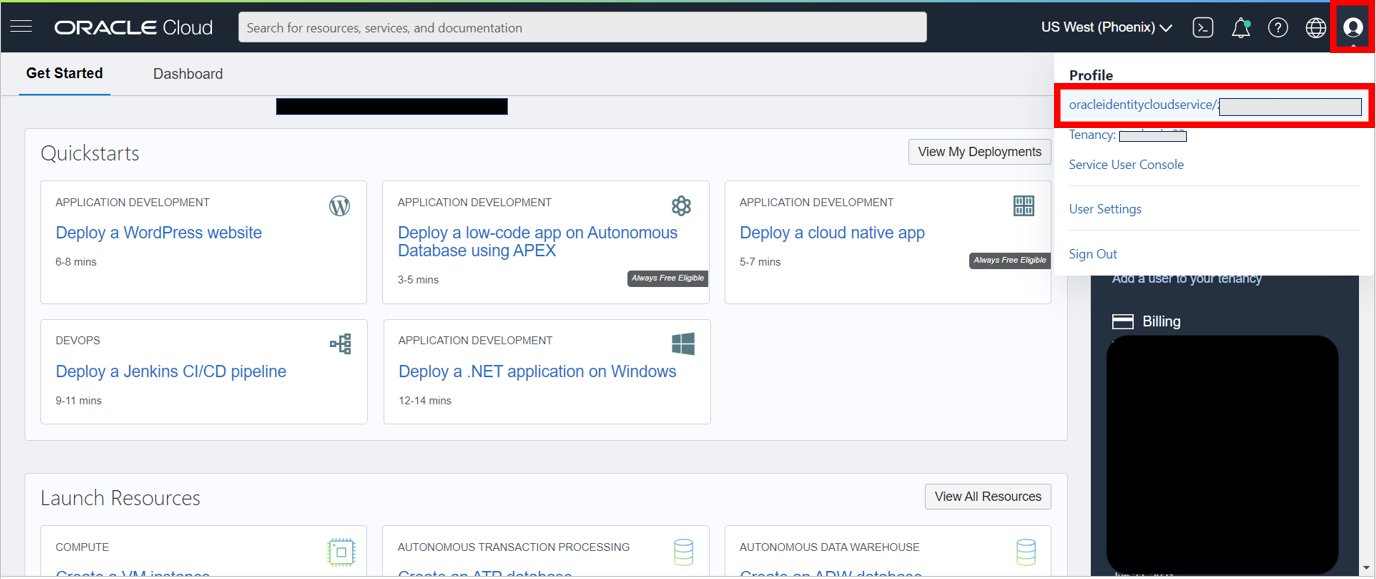 ORACLE Cloud
Search for resources, services, and documentation
US West (Phoenix)
Get Started
Dashboard
Profile
oracleidentitycloudservice/
Tenancy:
Service User Console
User Settings
Sign Out
Quickstarts
View My Deployments
APPLICATION DEVELOPMENT
Deploy a WordPress website
6-8 mins
APPLICATION DEVELOPMENT
Deploy a low-code app on Autonomous
Database using APEX
3-5 mins
Always Free Eligible
APPLICATION DEVELOPMENT
Deploy a cloud native app
5-7 mins
Always Free Eligible
DEVOPS
Deploy a Jenkins CI/CD pipeline
9-11 mins
APPLICATION DEVELOPMENT
Deploy a .NET application on Windows
12-14 mins
Add a user to your tenancy
Billing
Launch Resources
View All Resources
COMPUTE
Create a VM instance
AUTONOMOUS TRANSACTION PROCESSING
Create an ATP database
AUTONOMOUS DATA WAREHOUSE
Create an ADW database